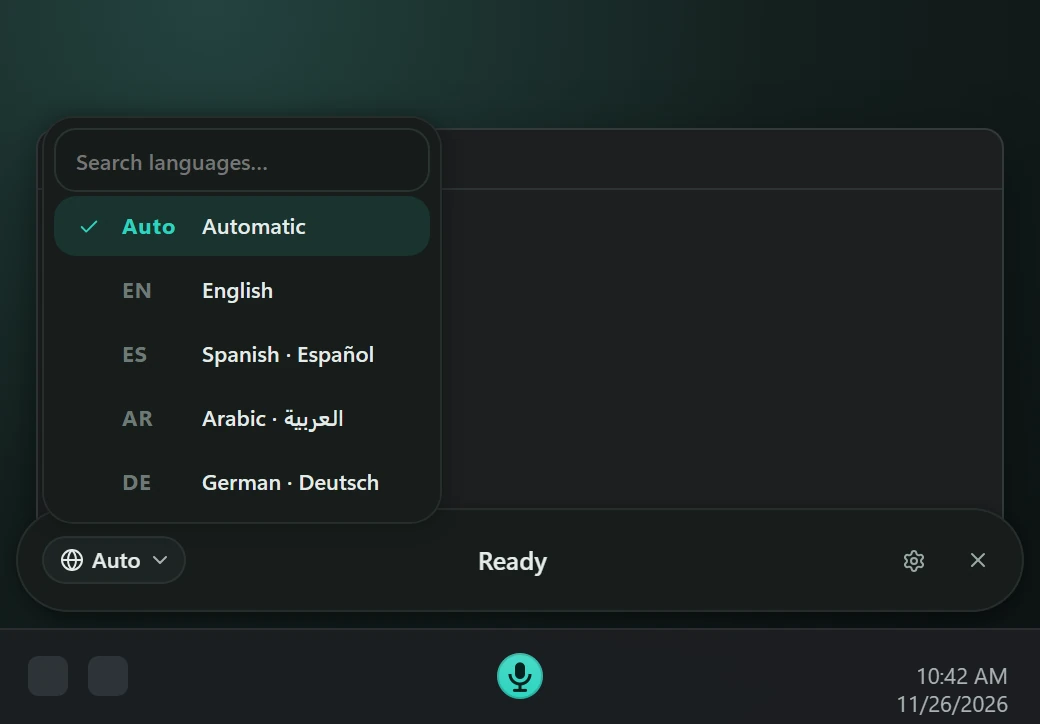 Search languages...
Auto Automatic
EN English
ES Spanish · Español
AR Arabic · العربية
DE German · Deutsch
Auto Ready
10:42 AM
11/26/2026